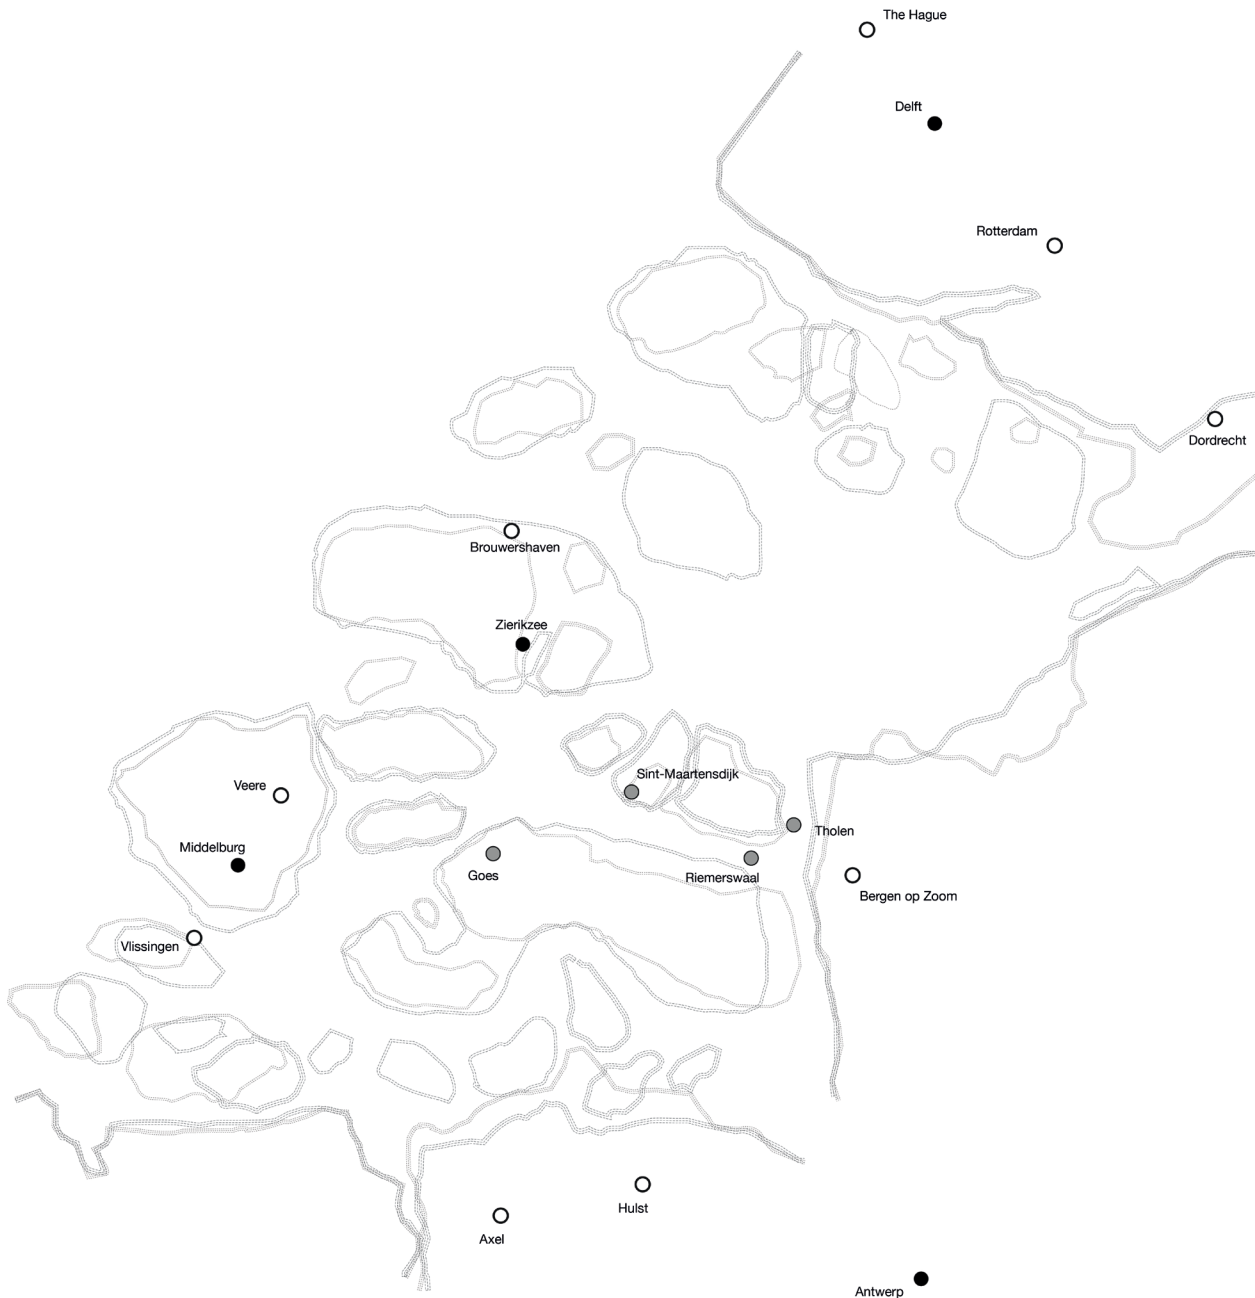 The Hague
Delft
Rotterdam
Dordrecht
Brouwershaven
Zierikzee
Sint-Maartensdijk
Veere
Tholen
Middelburg
Goes
Riemerswaal
Bergen op Zoom
Vlissingen
Hulst
Axel
Antwerp